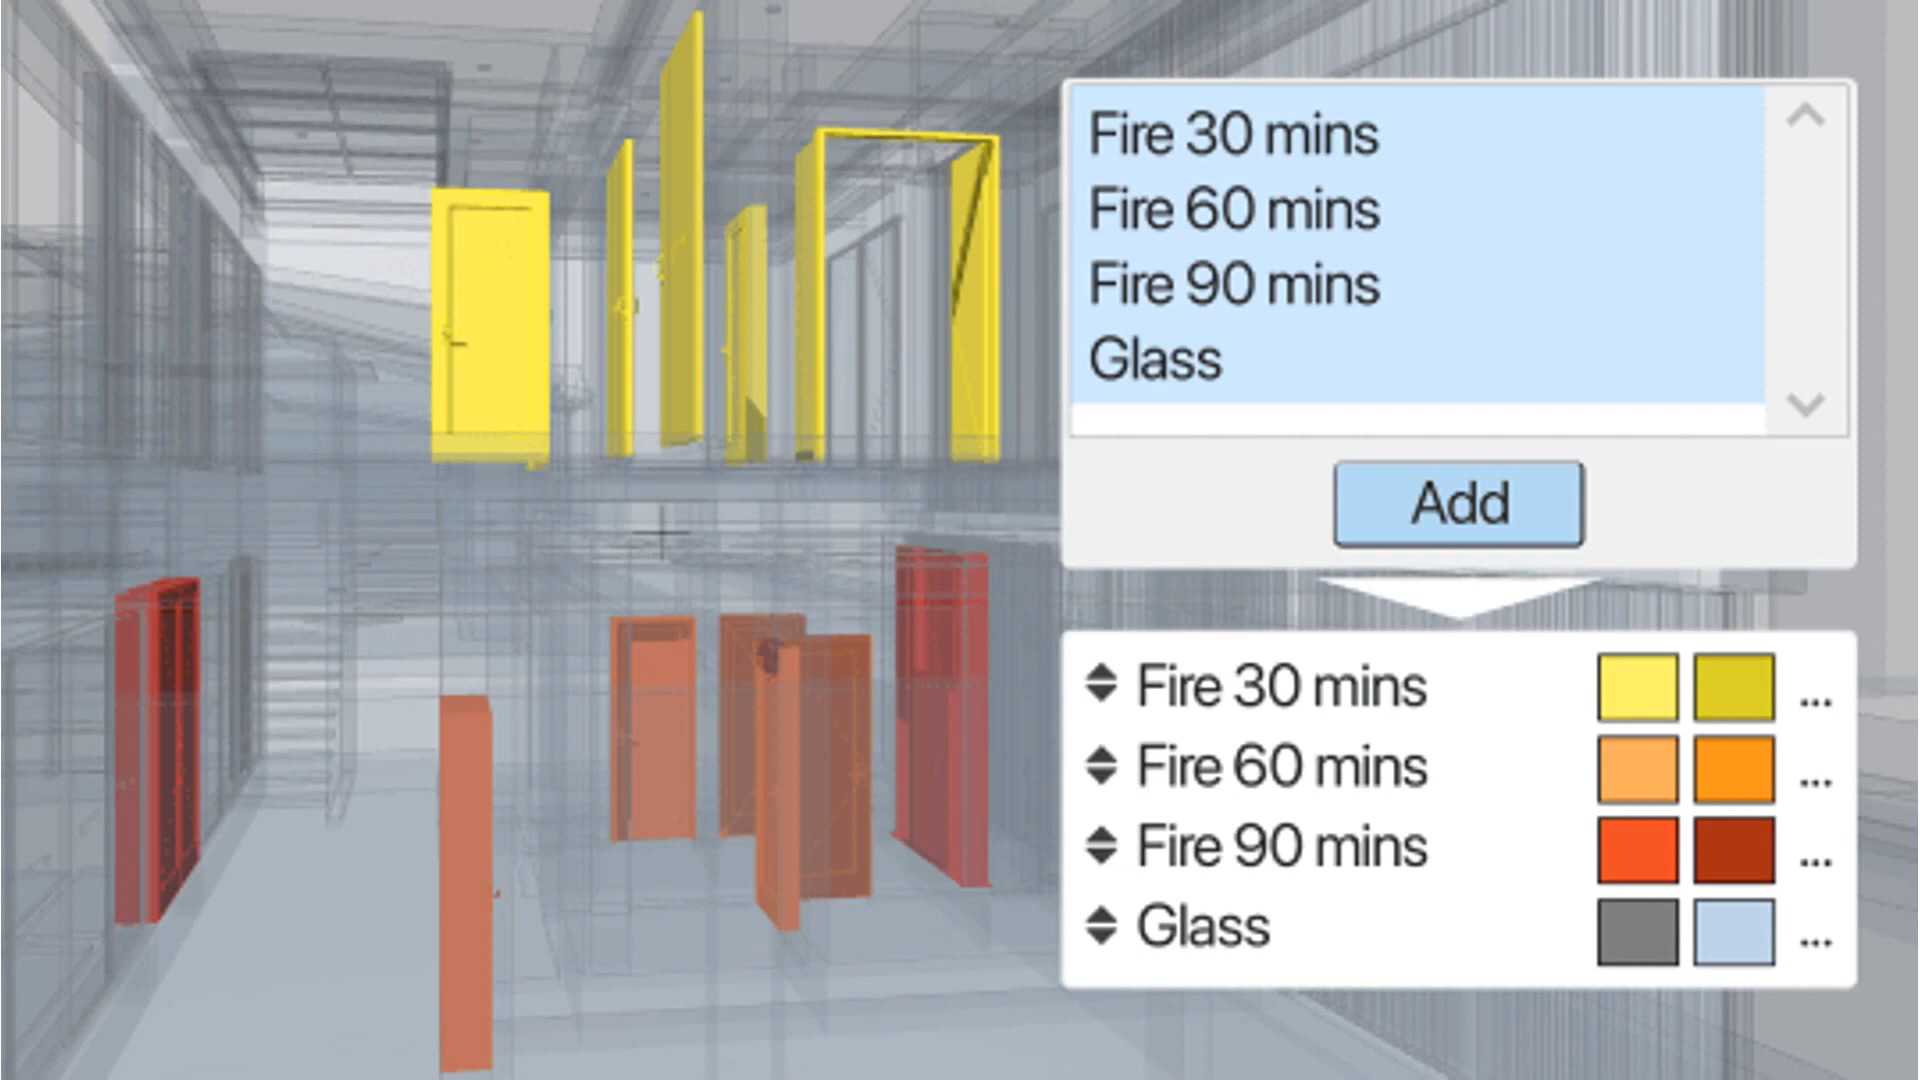 Fire 30 mins
Fire 60 mins
Fire 90 mins
Glass
Add
Fire 30 mins ...
Fire 60 mins ...
Fire 90 mins ...
Glass ...